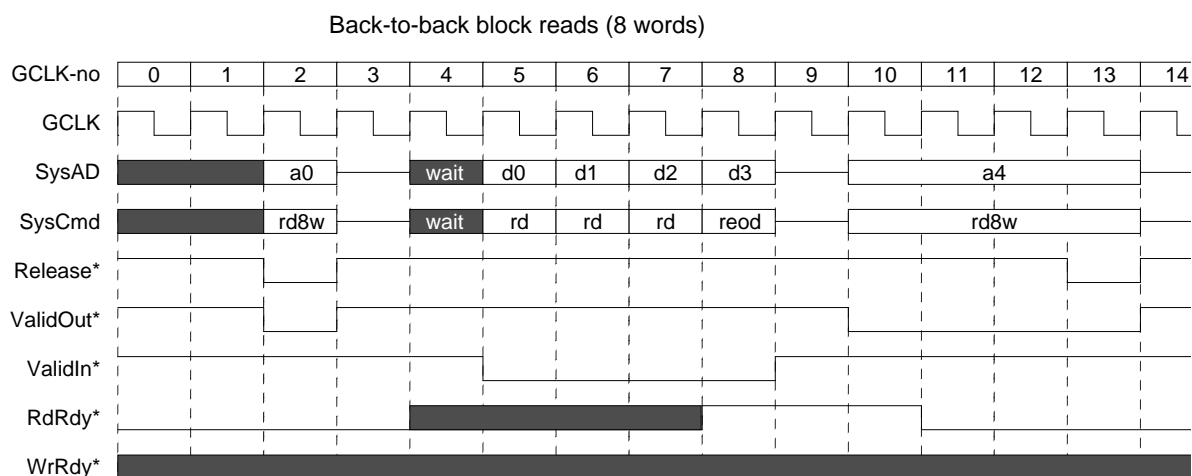 Back-to-back block reads (8 words)
GCLK-no 0 1 2 3 4 5 6 7 8 9 10 11 12 13 14
GCLK
SysAD a0 wait d0 d1 d2 d3 a4
SysCmd rd8w wait rd rd rd reod rd8w
Release*
ValidOut*
ValidIn*
RdRdy*
WrRdy*